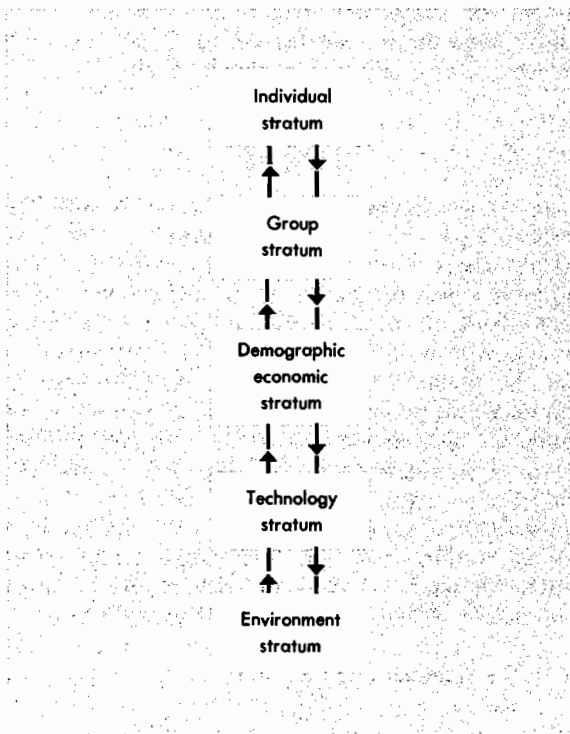 Individual
stratum
Group
stratum
Demographic
economic
stratum
Technology
stratum
Environment
stratum